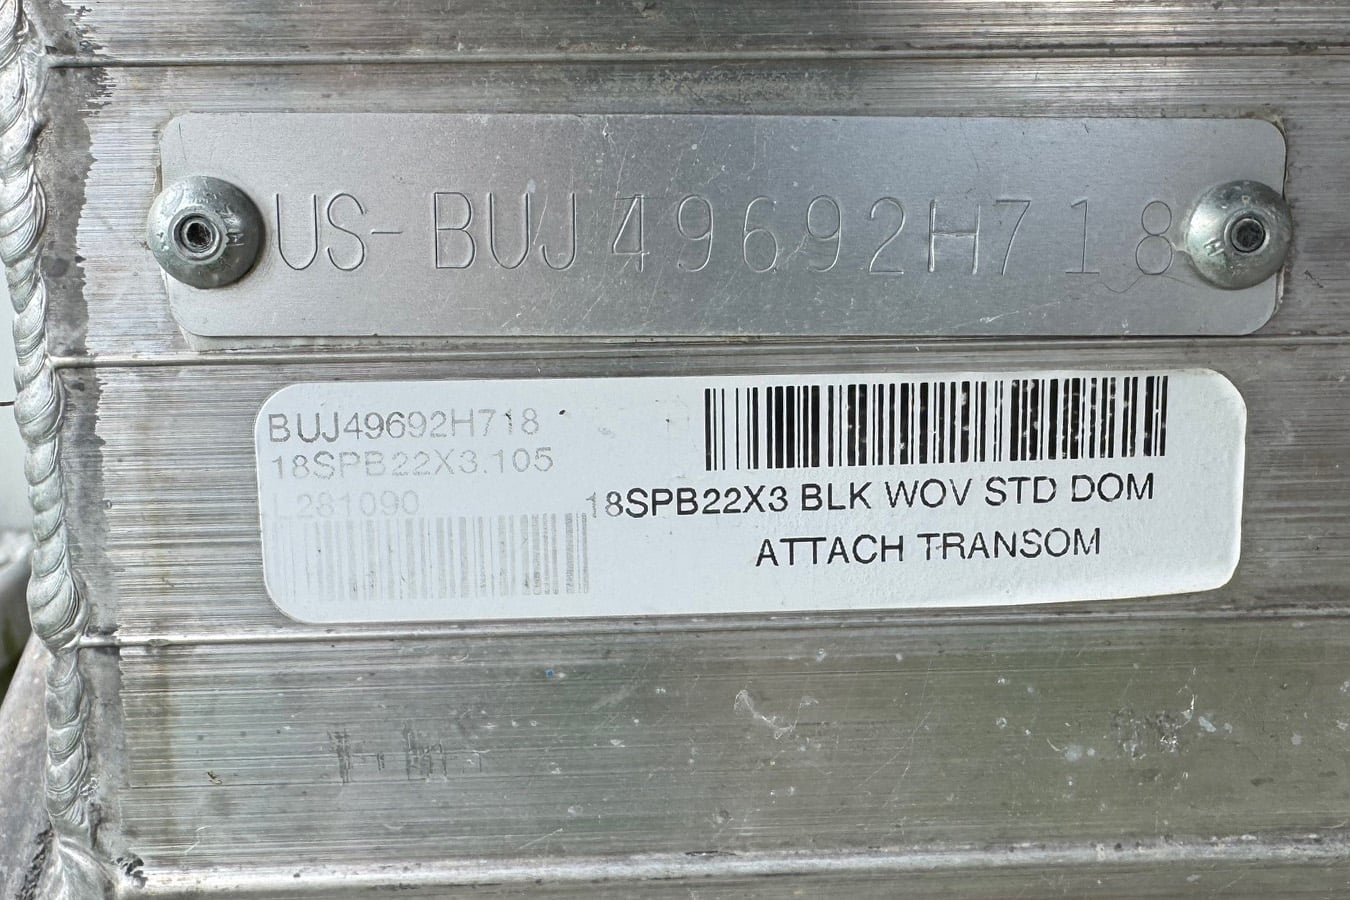 US-BUJ49692H718
BUJ49692H718
18SPB22X3.105
L281090
18SPB22X3 BLK WOV STD DOM
ATTACH TRANSOM